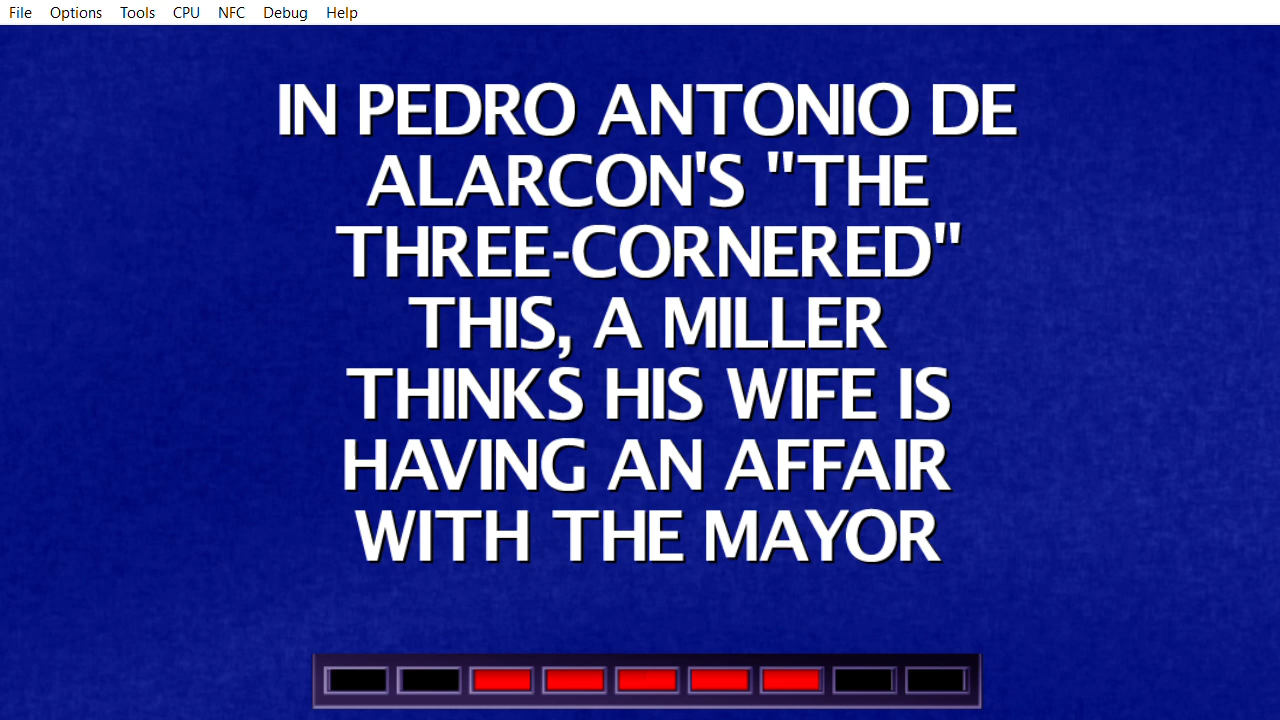 File Options Tools CPU NFC Debug Help
IN PEDRO ANTONIO DE
ALARCON'S "THE
THREE-CORNERED"
THIS, A MILLER
THINKS HIS WIFE IS
HAVING AN AFFAIR
WITH THE MAYOR